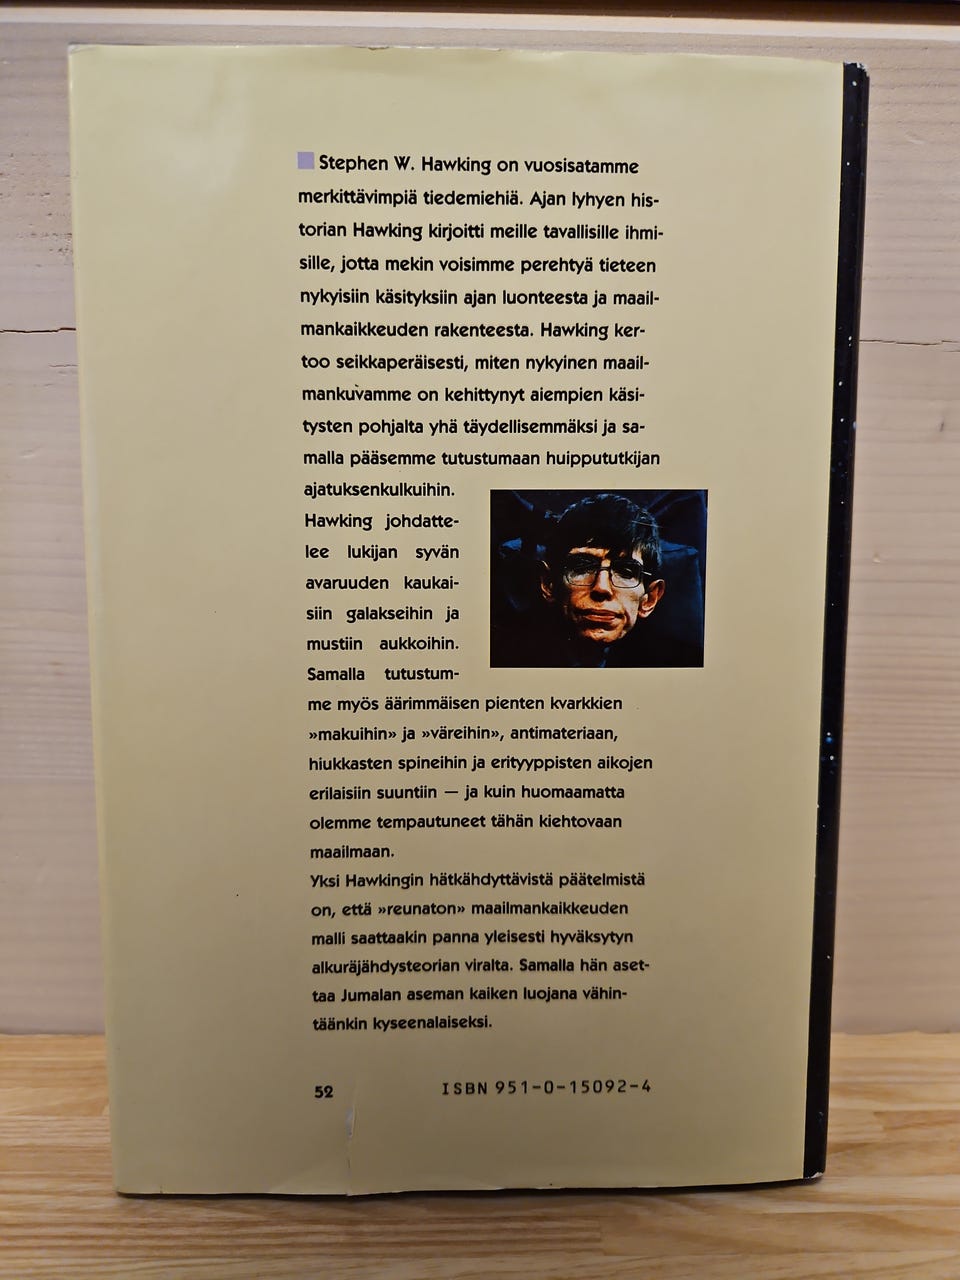 Stephen W. Hawking on vuosisatamme
merkittävimpiä tiedemiehiä. Ajan lyhyen his-
torian Hawking kirjoitti meille tavallisille ihmi-
sille, jotta mekin voisimme perehtyä tieteen
nykyisiin käsityksiin ajan luonteesta ja maail-
mankaikkeuden rakenteesta. Hawking ker-
too seikkaperäisesti, miten nykyinen maail-
mankuvamme on kehittynyt aiempien käsi-
tysten pohjalta yhä täydellisemmäksi ja sa-
malla pääsemme tutustumaan huippututkijan
ajatuksenkulkuihin.
Hawking johdatte-
lee lukijan syvän
avaruuden kaukai-
siin galakseihin ja
mustiin aukkoihin.
Samalla tutustum-
me myös äärimmäisen pienten kvarkkien
»makuihin» ja »väreihin», antimateriaan,
hiukkasten spineihin ja erityyppisten aikojen
erilaisiin suuntiin — ja kuin huomaamatta
olemme tempautuneet tähän kiehtovaan
maailmaan.
Yksi Hawkingin hätkähdyttävistä päätelmistä
on, että »reunaton» maailmankaikkeuden
malli saattaakin panna yleisesti hyväksytyn
alkuräjähdysteorian viralta. Samalla hän aset-
taa Jumalan aseman kaiken luojana vähin-
täänkin kyseenalaiseksi.
52 ISBN 951-0-15092-4